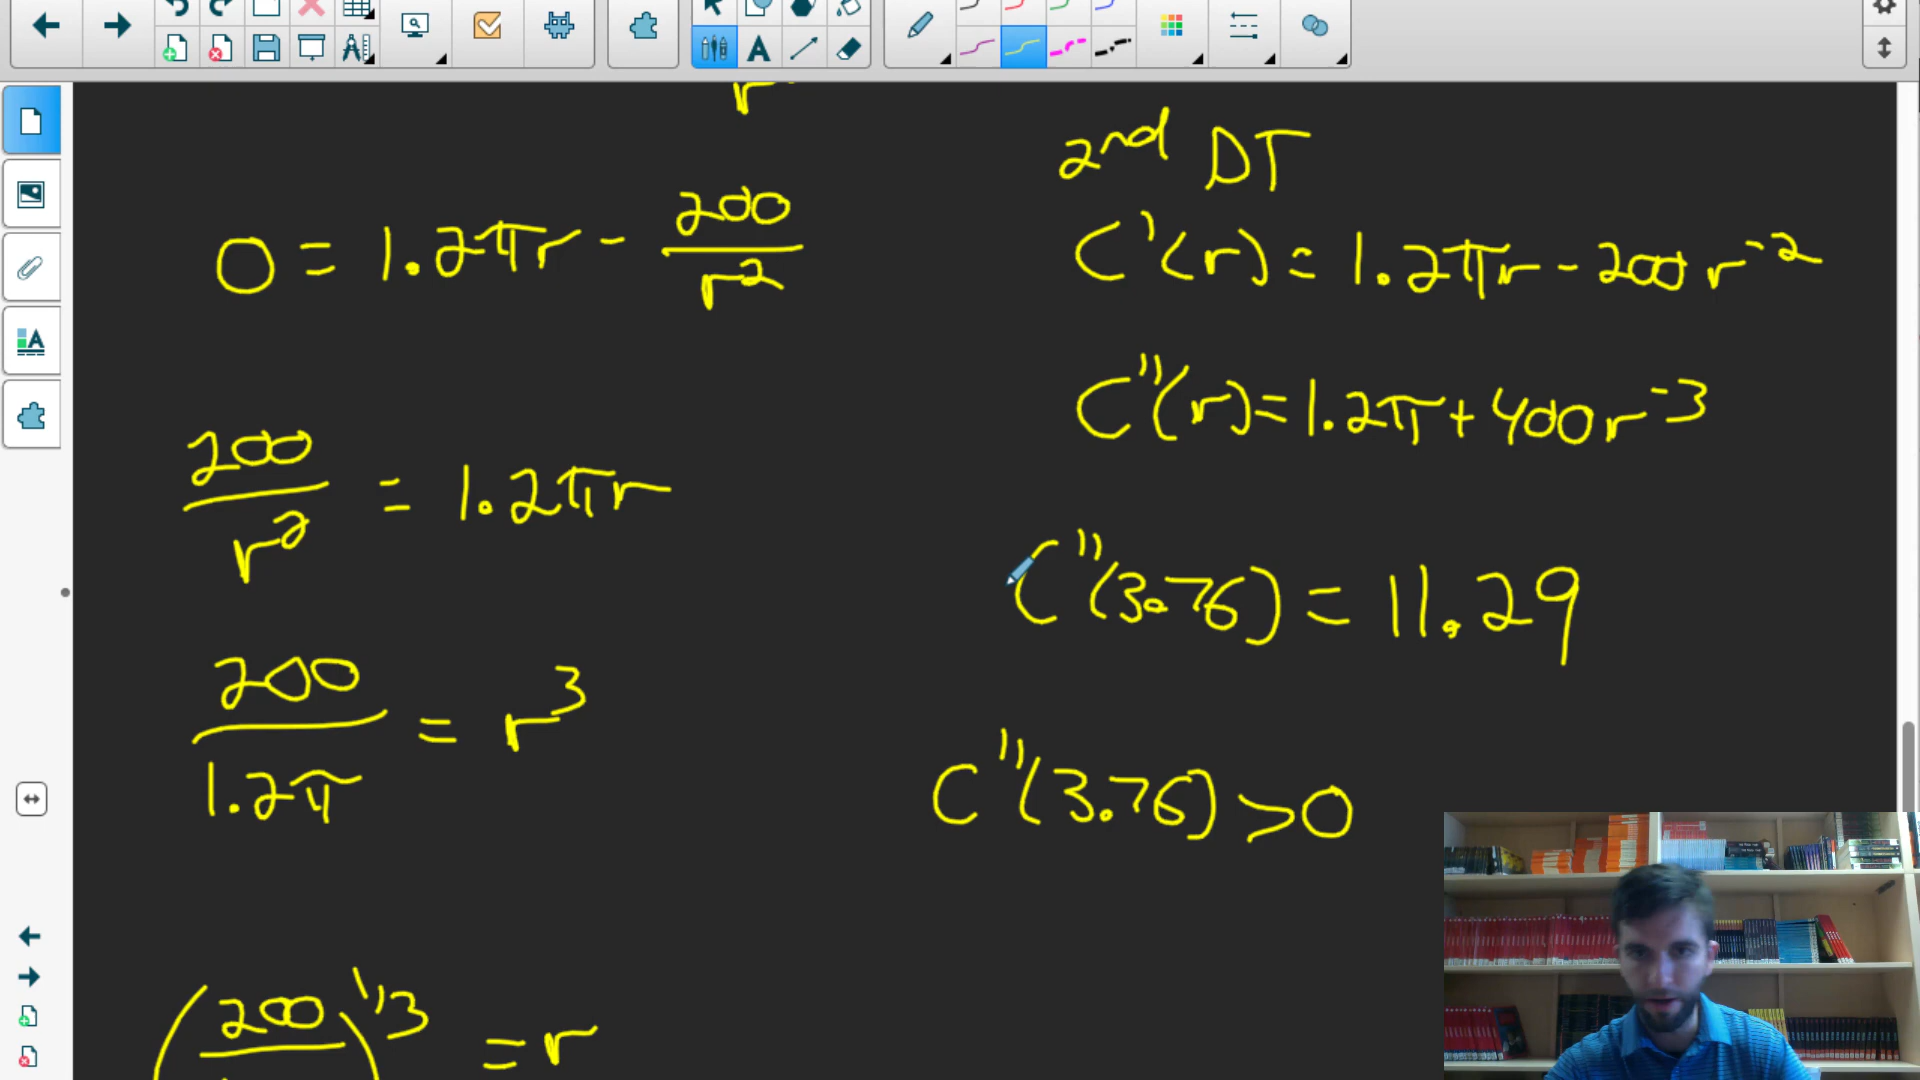 0 = 1.2πr - 200/r²
200/r² = 1.2πr
200/1.2π = r³
(200/
)^1/3 = r
2nd DT
C'(r) = 1.2πr - 200r^-2
C''(r) = 1.2π + 400r^-3
C''(3.76) = 11.29
C''(3.76) > 0